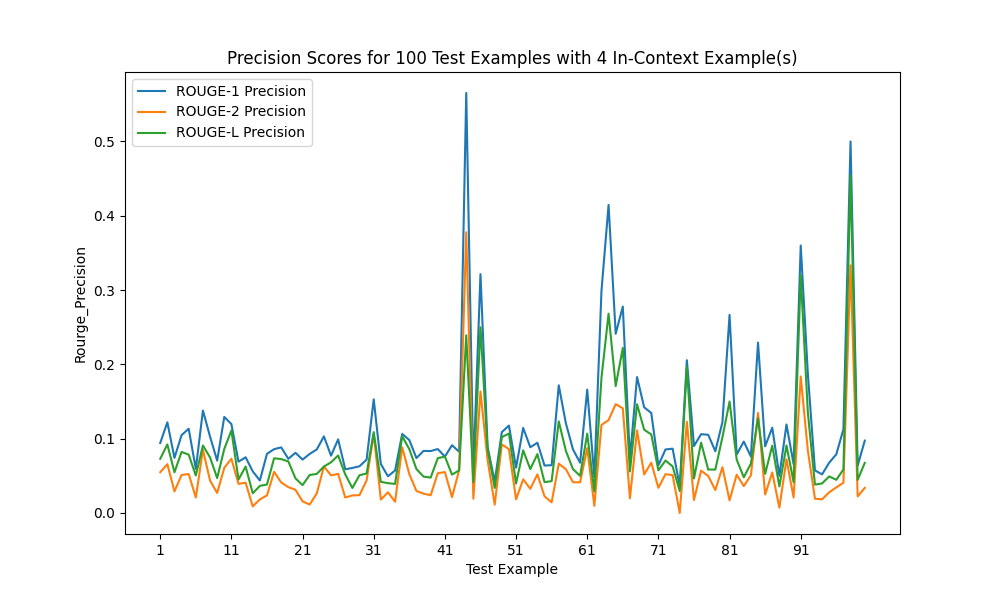 Precision Scores for 100 Test Examples with 4 In-Context Example(s)
ROUGE-1 Precision
ROUGE-2 Precision
ROUGE-L Precision
Rourge_Precision
0.5
0.4
0.3
0.2
0.1
0.0
1 11 21 31 41 51 61 71 81 91
Test Example